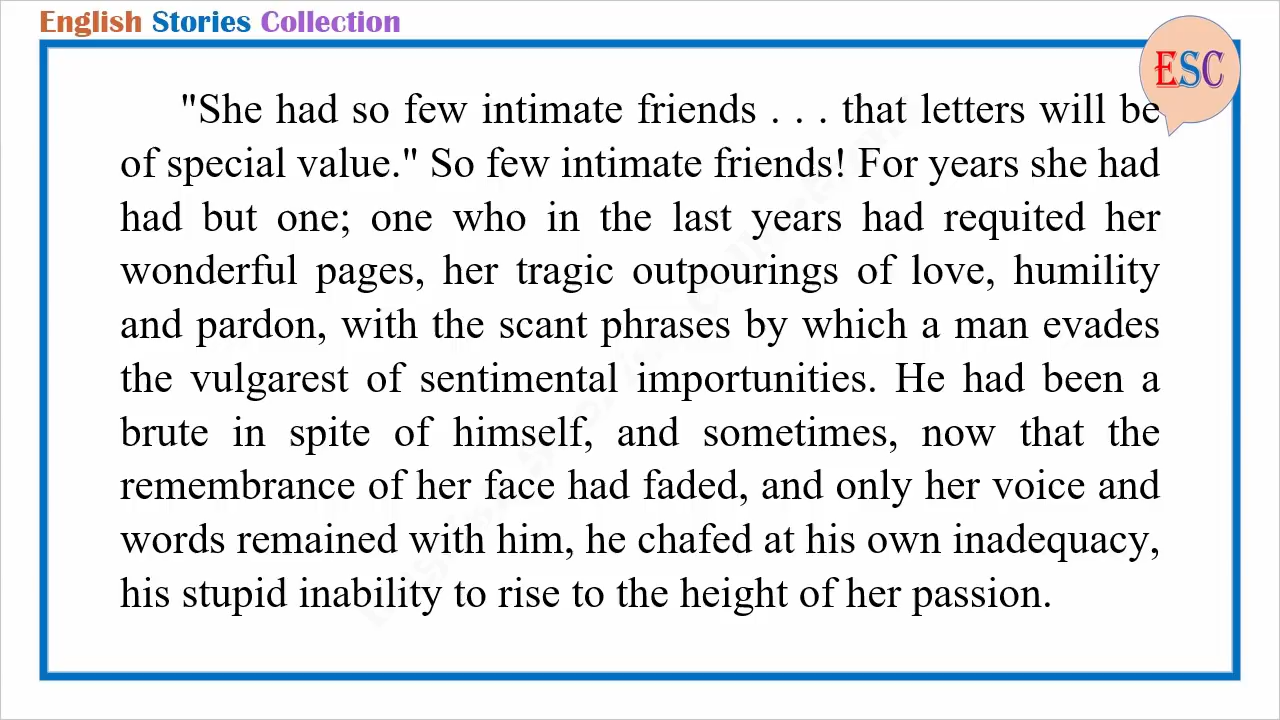 English Stories Collection
ESC
"She had so few intimate friends . . . that letters will be
of special value." So few intimate friends! For years she had
had but one; one who in the last years had requited her
wonderful pages, her tragic outpourings of love, humility
and pardon, with the scant phrases by which a man evades
the vulgarest of sentimental importunities. He had been a
brute in spite of himself, and sometimes, now that the
remembrance of her face had faded, and only her voice and
words remained with him, he chafed at his own inadequacy,
his stupid inability to rise to the height of her passion.